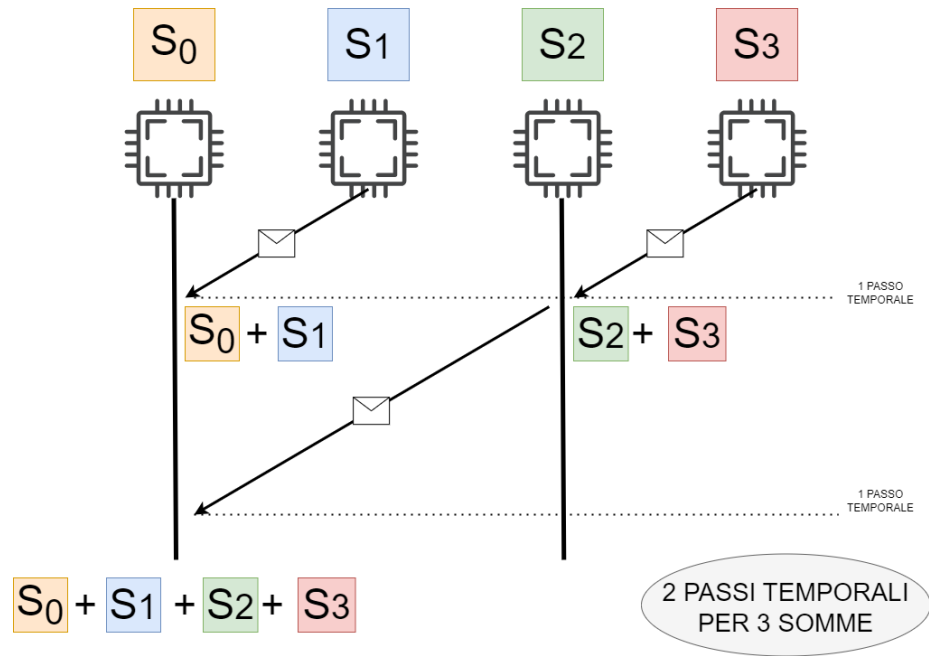 S0 S1 S2 S3
1 PASSO
TEMPORALE
S0 + S1 S2 + S3
1 PASSO
TEMPORALE
S0 + S1 + S2 + S3
2 PASSI TEMPORALI
PER 3 SOMME